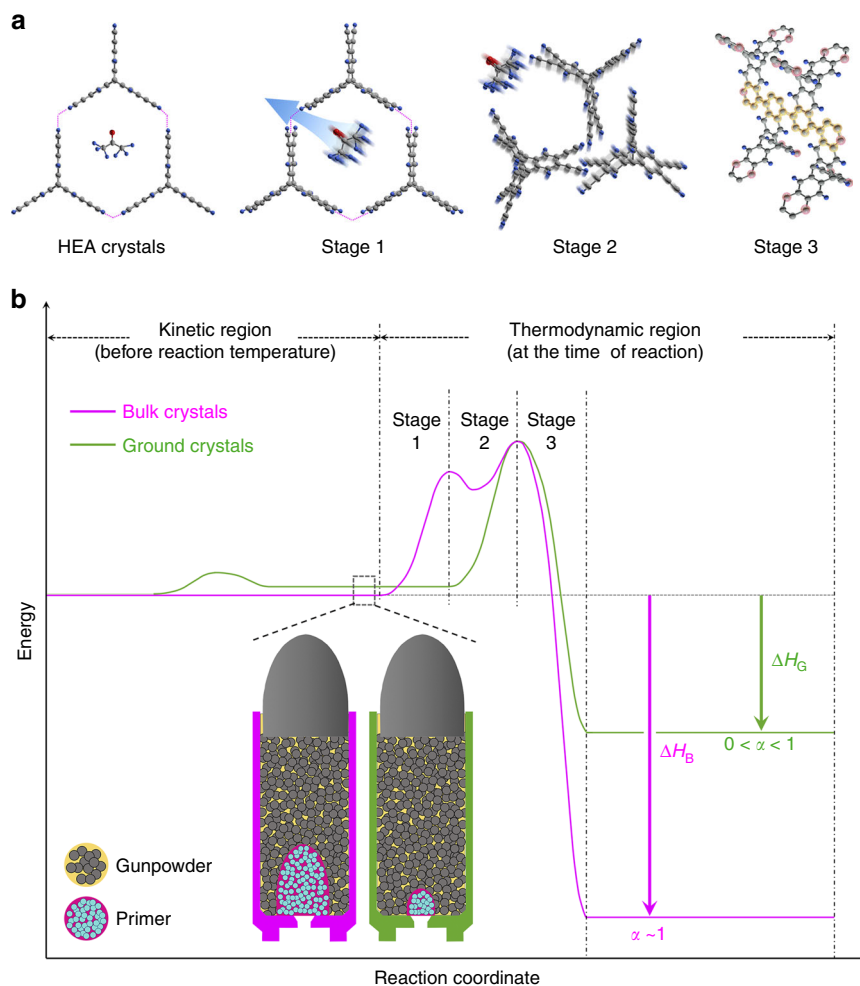 a
HEA crystals
Stage 1
Stage 2
Stage 3
b
Kinetic region
(before reaction temperature)
Thermodynamic region
(at the time of reaction)
Bulk crystals
Ground crystals
Stage
1
Stage
2
Stage
3
Energy
ΔH_G
0 < α < 1
ΔH_B
α ~1
Gunpowder
Primer
Reaction coordinate